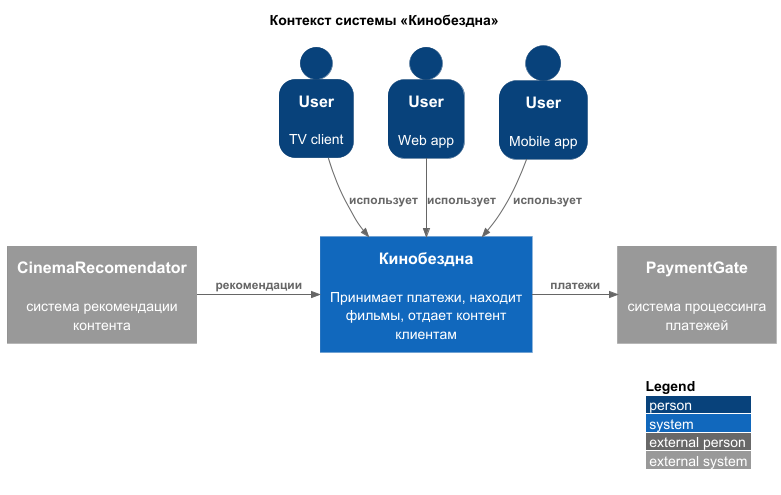 Контекст системы «Кинобездна»
User
TV client
User
Web app
User
Mobile app
использует
использует
использует
CinemaRecomendator
система рекомендации
контента
рекомендации
Кинобездна
Принимает платежи, находит
фильмы, отдает контент
клиентам
платежи
PaymentGate
система процессинга
платежей
Legend
person
system
external person
external system